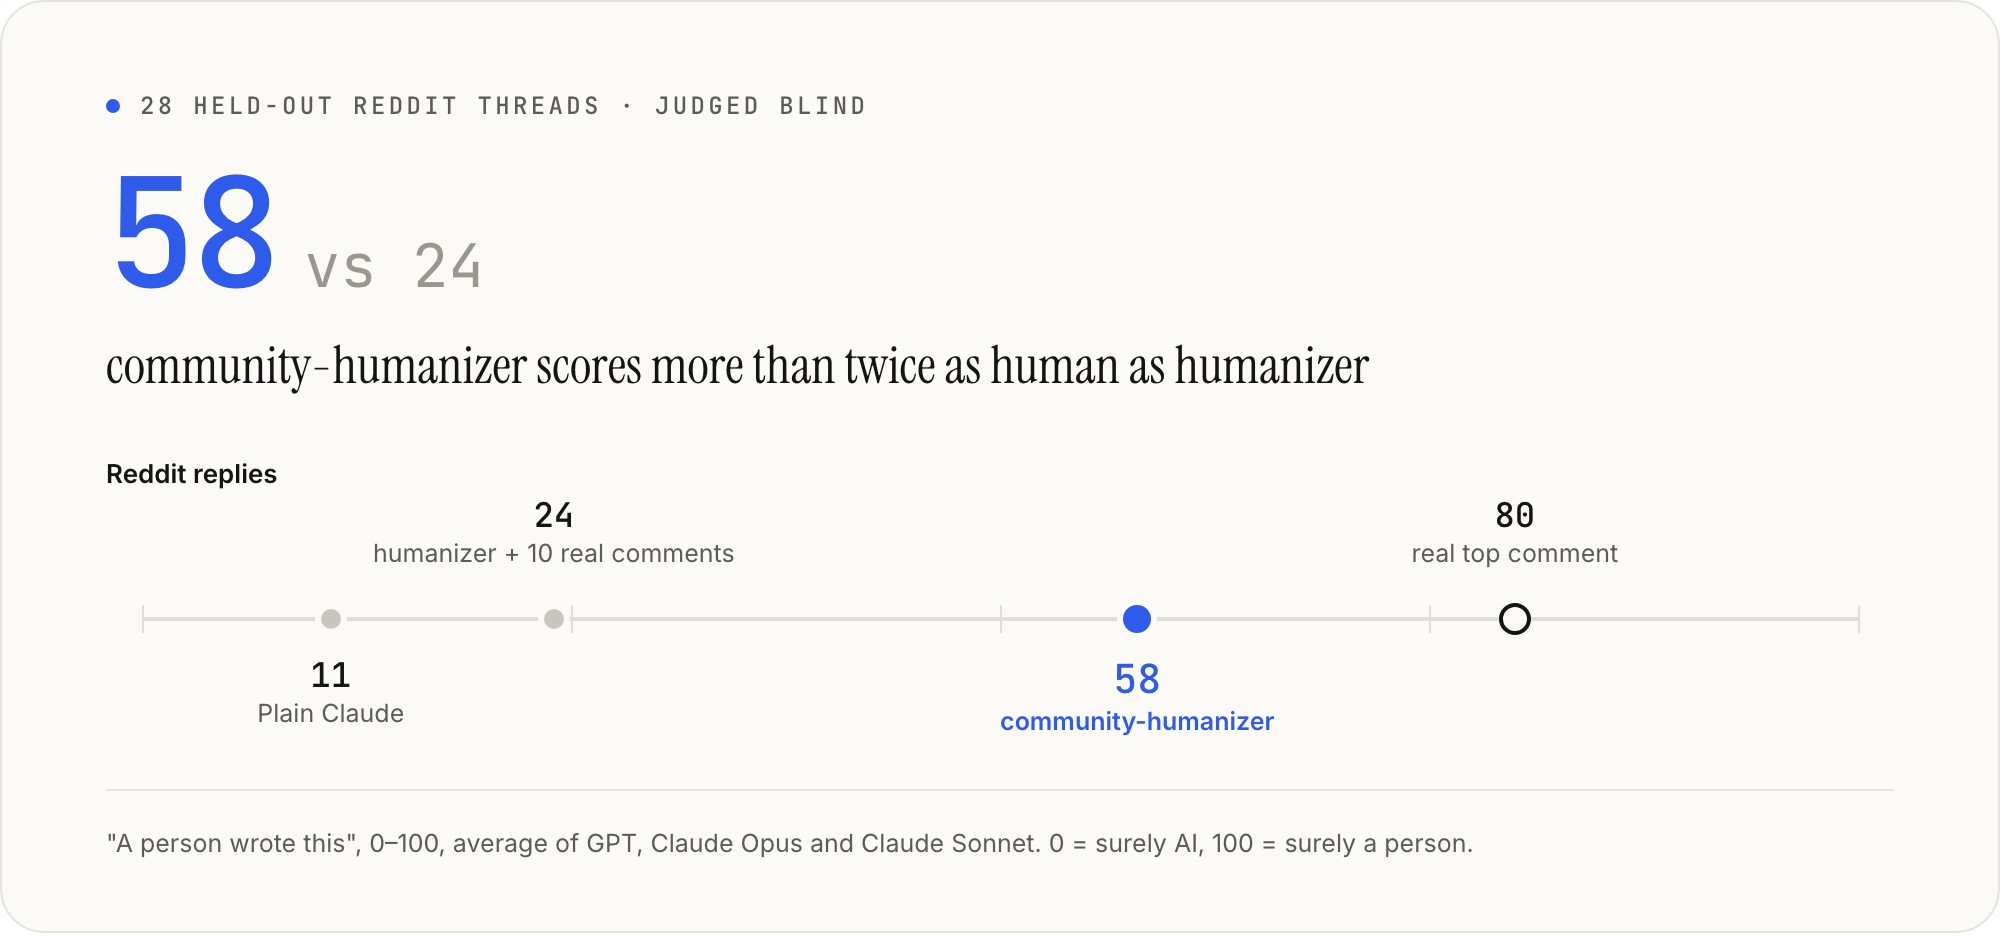 28 HELD-OUT REDDIT THREADS · JUDGED BLIND
58 vs 24
community-humanizer scores more than twice as human as humanizer
Reddit replies
24
humanizer + 10 real comments
80
real top comment
11
Plain Claude
58
community-humanizer
"A person wrote this", 0–100, average of GPT, Claude Opus and Claude Sonnet. 0 = surely AI, 100 = surely a person.